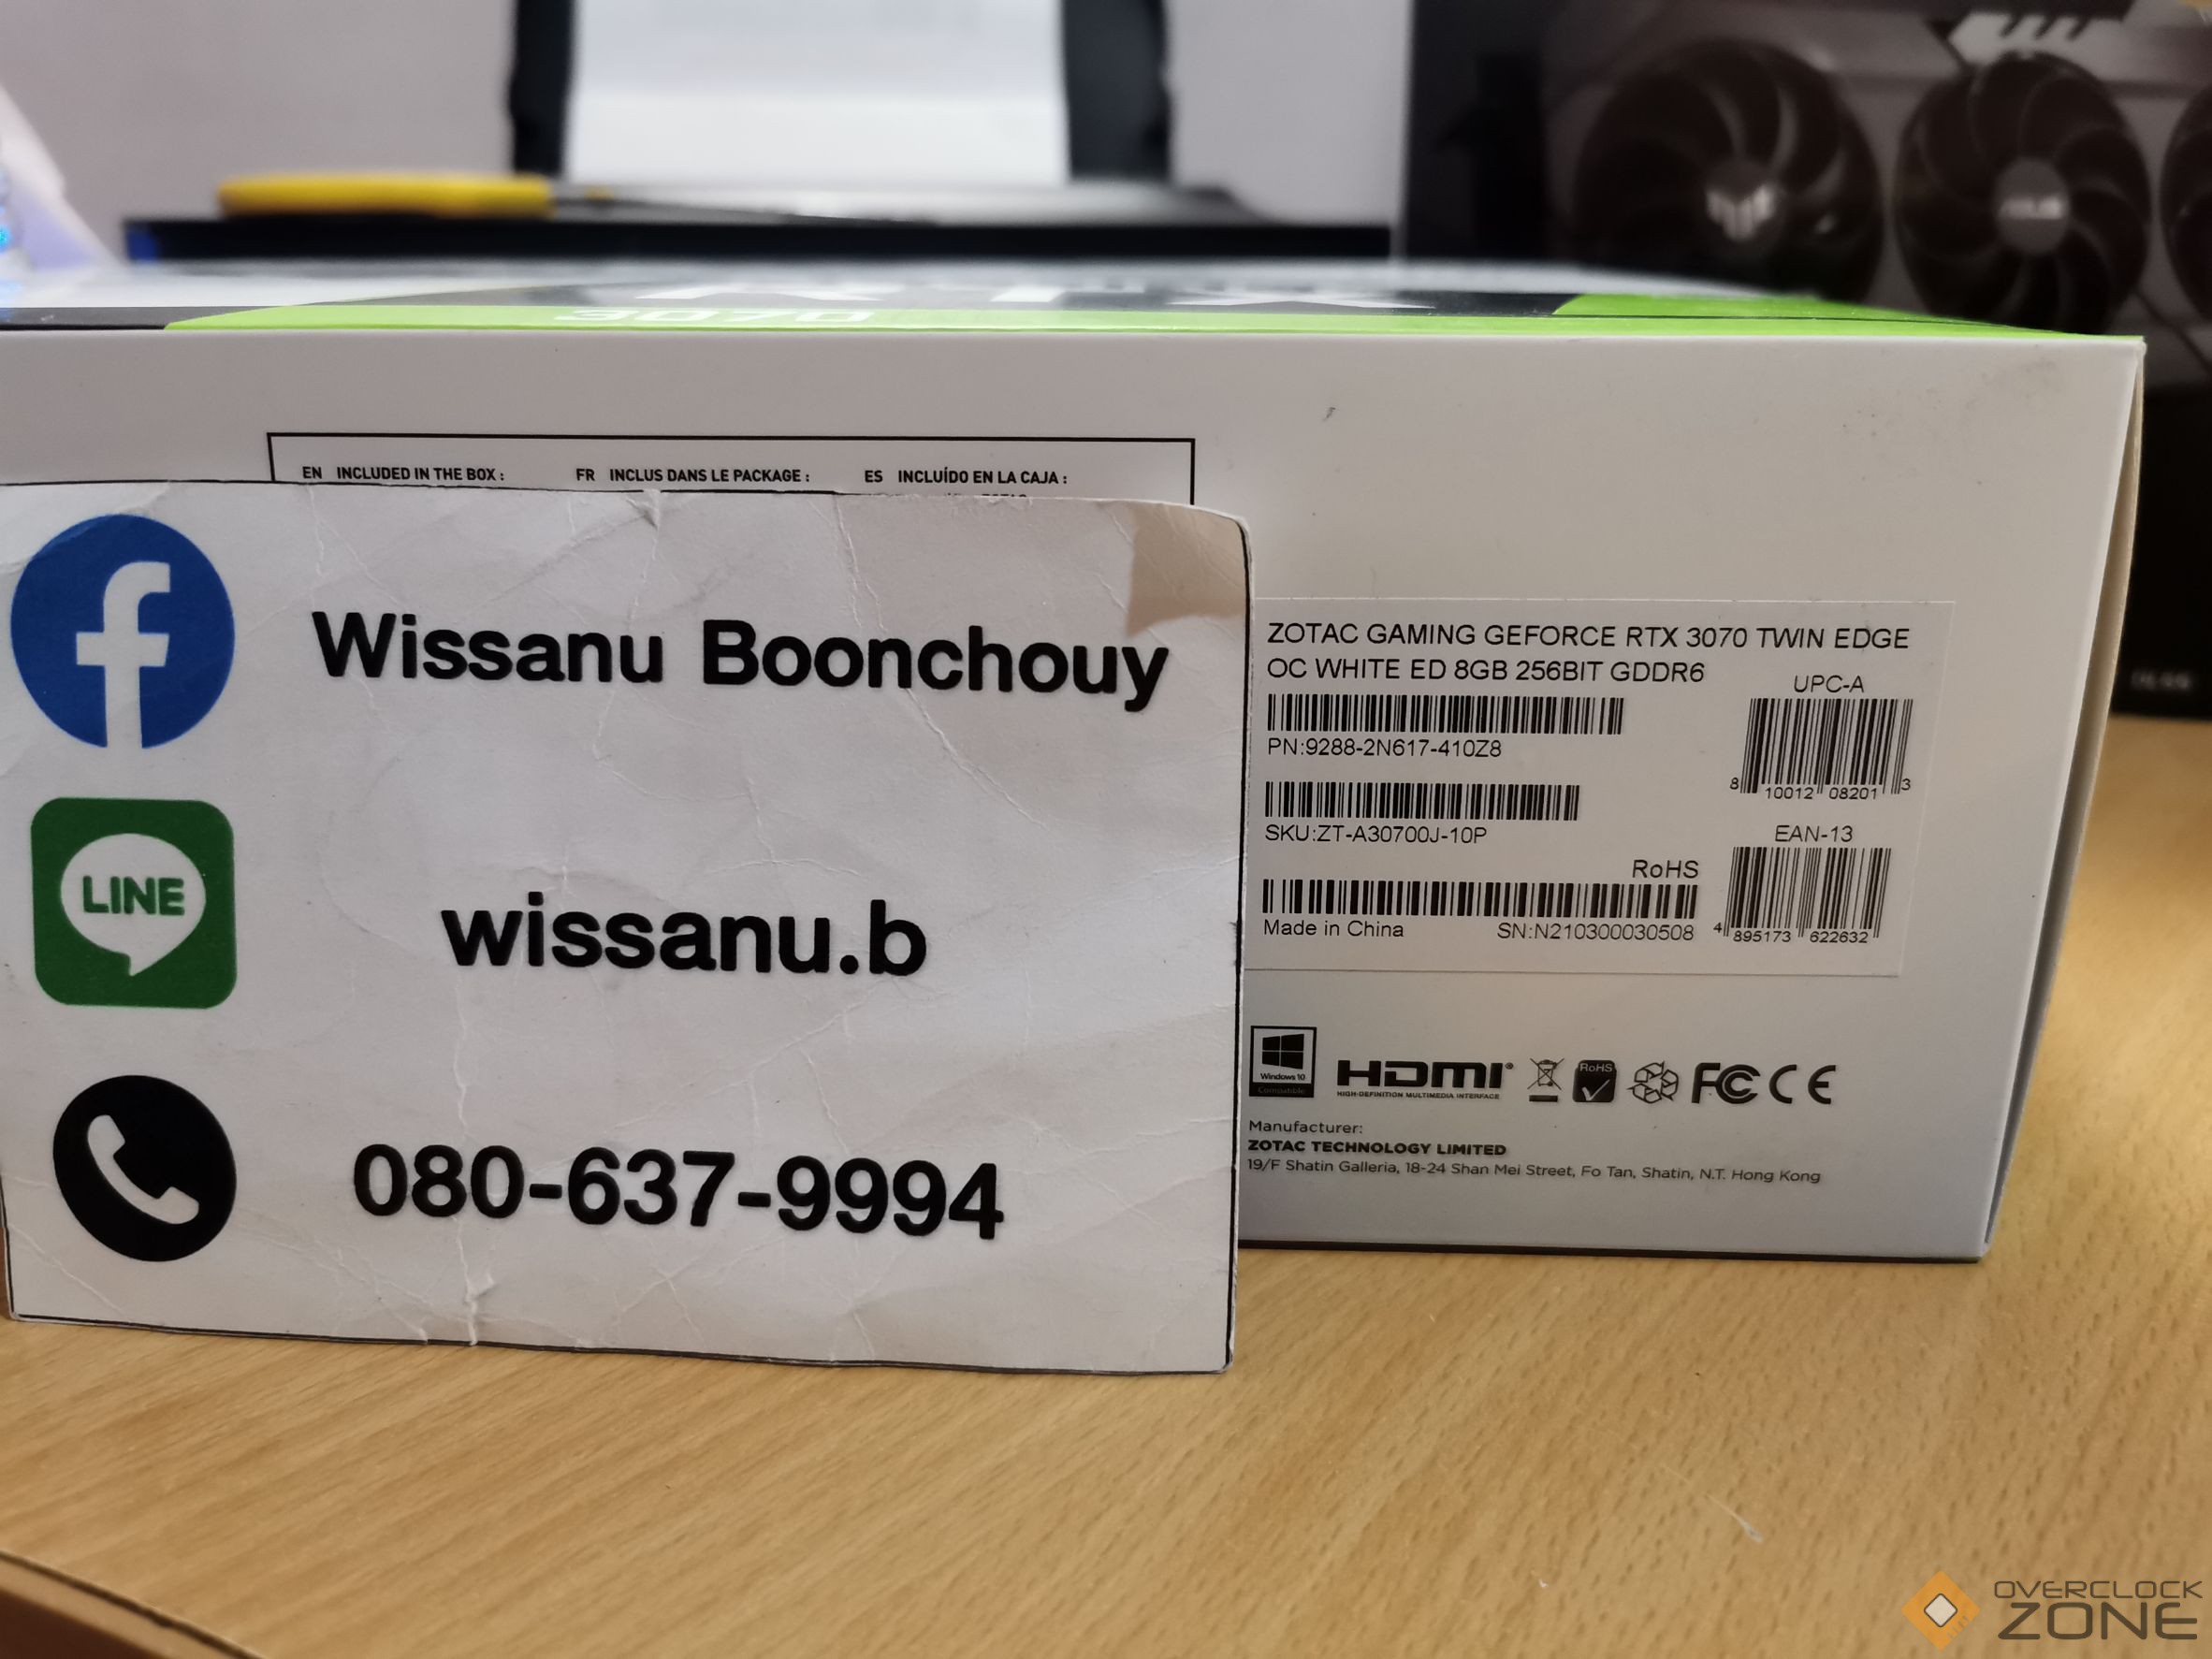 RTX
3070
EN INCLUDED IN THE BOX :
FR INCLUS DANS LE PACKAGE :
ES INCLUÍDO EN LA CAJA :
f
Wissanu Boonchouy
LINE
wissanu.b
080-637-9994
ZOTAC GAMING GEFORCE RTX 3070 TWIN EDGE
OC WHITE ED 8GB 256BIT GDDR6
PN:9288-2N617-410Z8
UPC-A
8 10012 08201 3
SKU:ZT-A30700J-10P
EAN-13
4 895173 622632
RoHS
Made in China
SN:N210300030508
Windows 10
Compatible
HDMI®
HIGH-DEFINITION MULTIMEDIA INTERFACE
RoHS
FC CE
Manufacturer:
ZOTAC TECHNOLOGY LIMITED
19/F Shatin Galleria, 18-24 Shan Mei Street, Fo Tan, Shatin, N.T. Hong Kong
ASUS
OVERCLOCK
ZONE